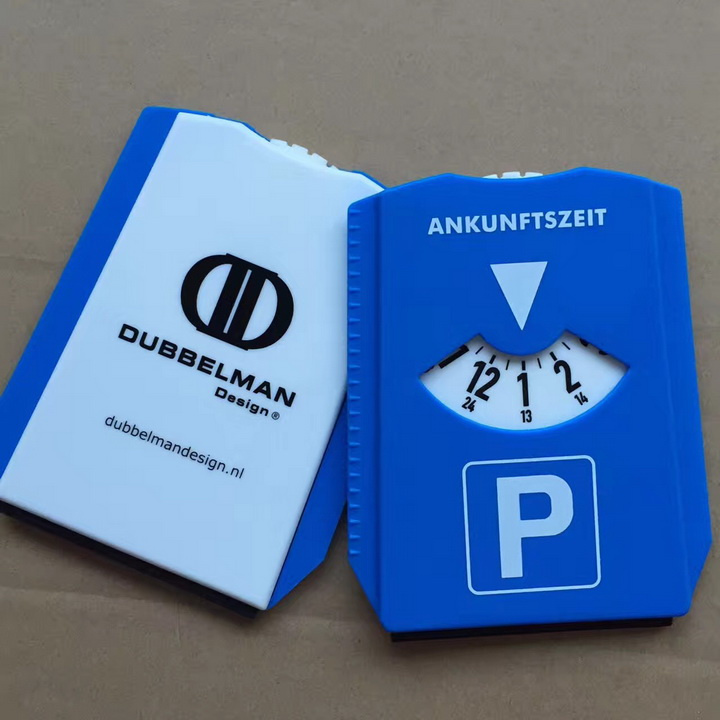 DUBBELMAN
Design®
dubbelmandesign.nl
ANKUNFTSZEIT
12 1 2
24 13 14
P